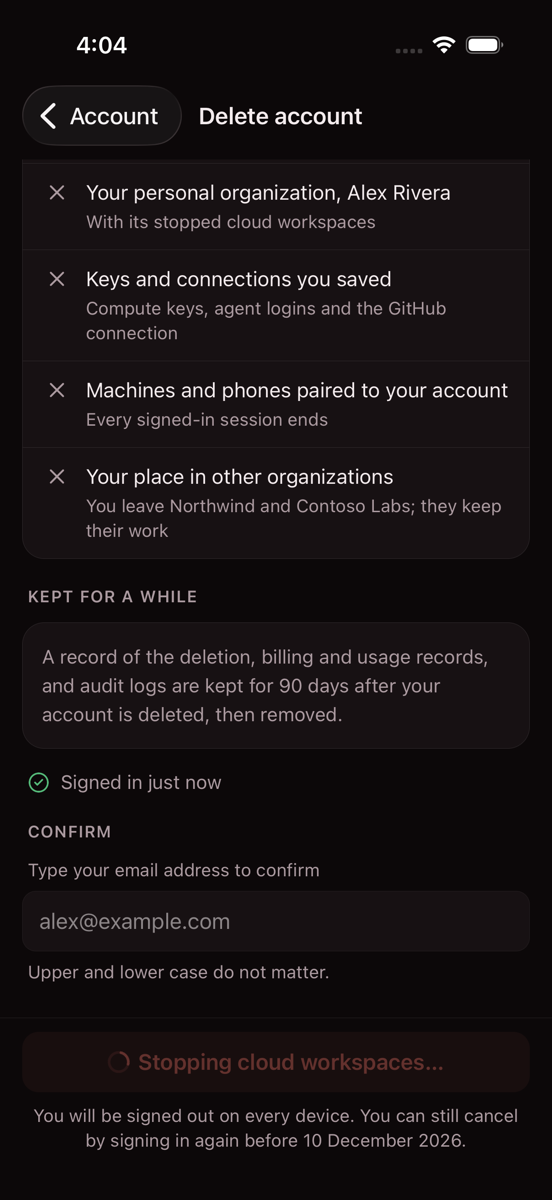 4:04
Account
Delete account
Your personal organization, Alex Rivera
With its stopped cloud workspaces
Keys and connections you saved
Compute keys, agent logins and the GitHub
connection
Machines and phones paired to your account
Every signed-in session ends
Your place in other organizations
You leave Northwind and Contoso Labs; they keep
their work
KEPT FOR A WHILE
A record of the deletion, billing and usage records,
and audit logs are kept for 90 days after your
account is deleted, then removed.
Signed in just now
CONFIRM
Type your email address to confirm
alex@example.com
Upper and lower case do not matter.
Stopping cloud workspaces...
You will be signed out on every device. You can still cancel
by signing in again before 10 December 2026.